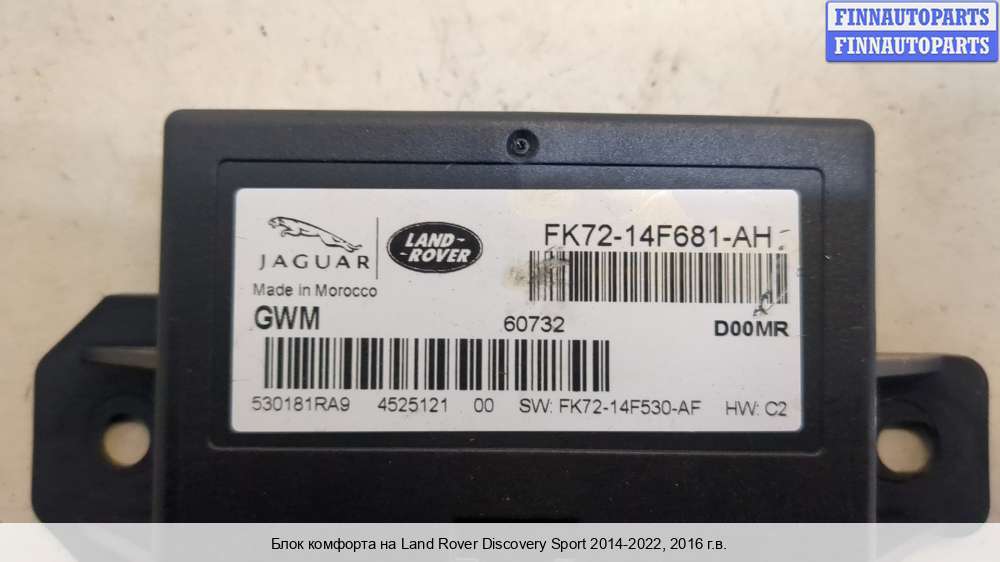 FINNAUTOPARTS
FINNAUTOPARTS
JAGUAR
LAND-
-ROVER
FK72-14F681-AH
Made in Morocco
GWM
60732
D00MR
530181RA9 4525121 00 SW: FK72-14F530-AF HW: C2
Блок комфорта на Land Rover Discovery Sport 2014-2022, 2016 г.в.